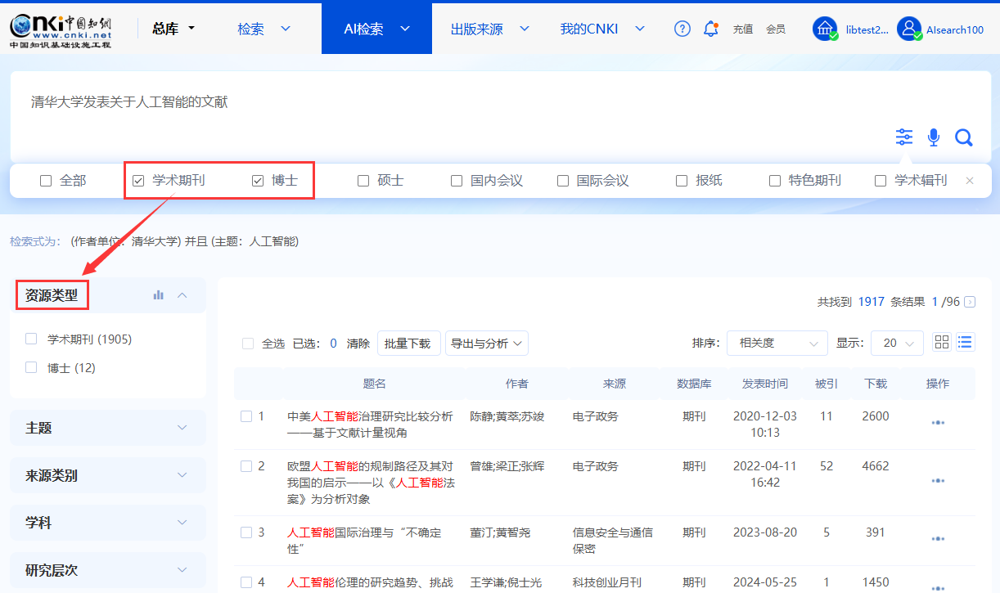 Cnki中国知网
www.cnki.net
中国知识基础设施工程
总库
检索
AI检索
出版来源
我的CNKI
充值
会员
libtest2...
AIsearch100
清华大学发表关于人工智能的文献
全部
学术期刊
博士
硕士
国内会议
国际会议
报纸
特色期刊
学术辑刊
检索式为： (作者单位：清华大学) 并且 (主题：人工智能)
资源类型
学术期刊 (1905)
博士 (12)
主题
来源类别
学科
研究层次
共找到 1917 条结果 1 /96
全选 已选： 0 清除 批量下载 导出与分析
排序： 相关度 显示： 20
题名 作者 来源 数据库 发表时间 被引 下载 操作
1 中美人工智能治理研究比较分析 陈静;黄萃;苏竣 电子政务 期刊 2020-12-03 11 2600
——基于文献计量视角 10:13
2 欧盟人工智能的规制路径及其对 曾雄;梁正;张辉 电子政务 期刊 2022-04-11 52 4662
我国的启示——以《人工智能法 16:42
案》为分析对象
3 人工智能国际治理与“不确定 董汀;黄智尧 信息安全与通信 期刊 2023-08-20 5 391
性” 保密
4 人工智能伦理的研究趋势、挑战 王学谦;倪士光 科技创业月刊 期刊 2024-05-25 1 1450